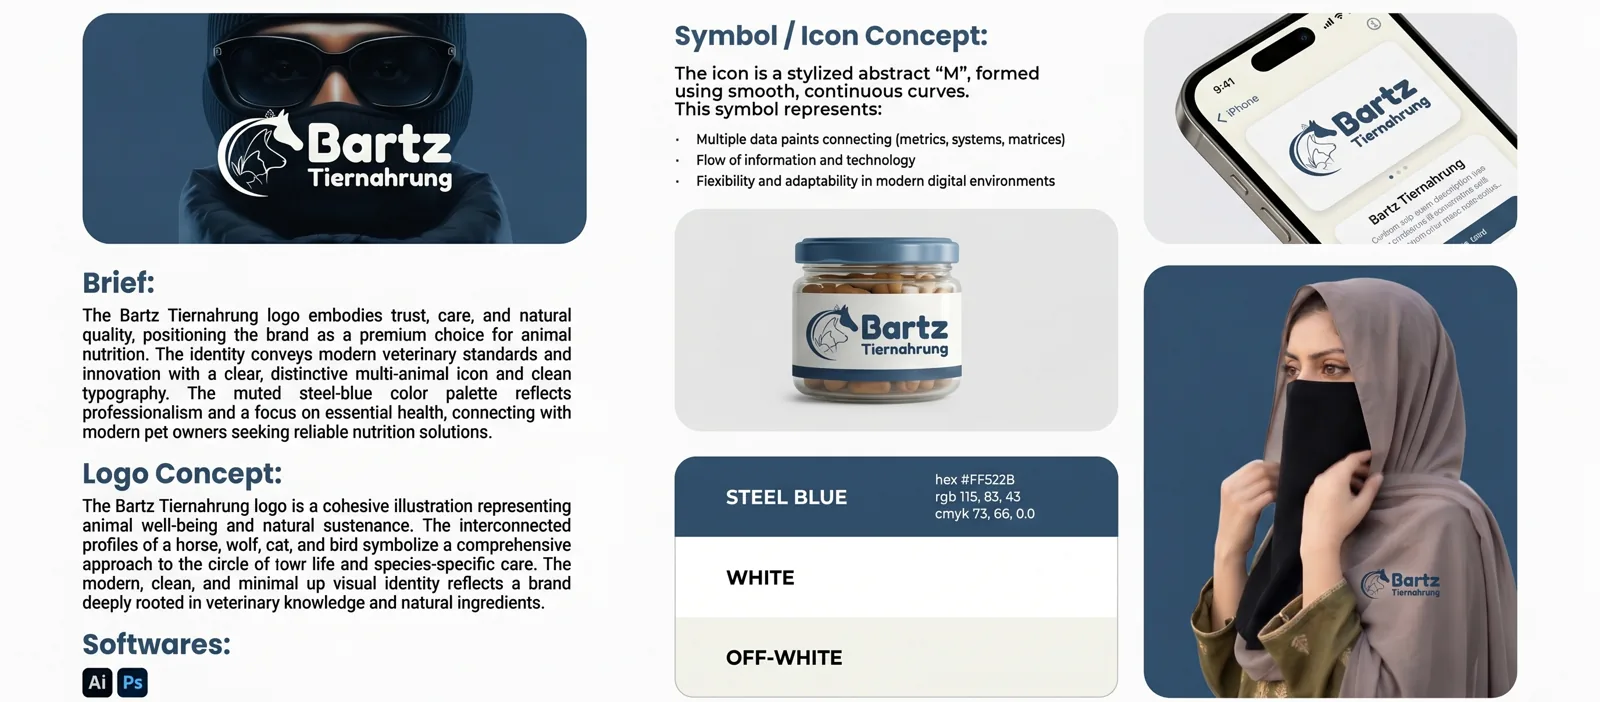 Bartz
Tiernahrung
Brief:
The Bartz Tiernahrung logo embodies trust, care, and natural
quality, positioning the brand as a premium choice for animal
nutrition. The identity conveys modern veterinary standards and
innovation with a clear, distinctive multi-animal icon and clean
typography. The muted steel-blue color palette reflects
professionalism and a focus on essential health, connecting with
modern pet owners seeking reliable nutrition solutions.
Logo Concept:
The Bartz Tiernahrung logo is a cohesive illustration representing
animal well-being and natural sustenance. The interconnected
profiles of a horse, wolf, cat, and bird symbolize a comprehensive
approach to the circle of towr life and species-specific care. The
modern, clean, and minimal up visual identity reflects a brand
deeply rooted in veterinary knowledge and natural ingredients.
Softwares:
Ai Ps
Symbol / Icon Concept:
The icon is a stylized abstract “M”, formed
using smooth, continuous curves.
This symbol represents:
· Multiple data paints connecting (metrics, systems, matrices)
· Flow of information and technology
· Fiexibility and adaptability in modern digital environments
Bartz
Tiernahrung
STEEL BLUE
hex #FF522B
rgb 115, 83, 43
cmyk 73, 66, 0.0
WHITE
OFF-WHITE
9:41
iPhone
Bartz
Tiernahrung
Bartz Tiernahrung
Bartz
Tiernahrung